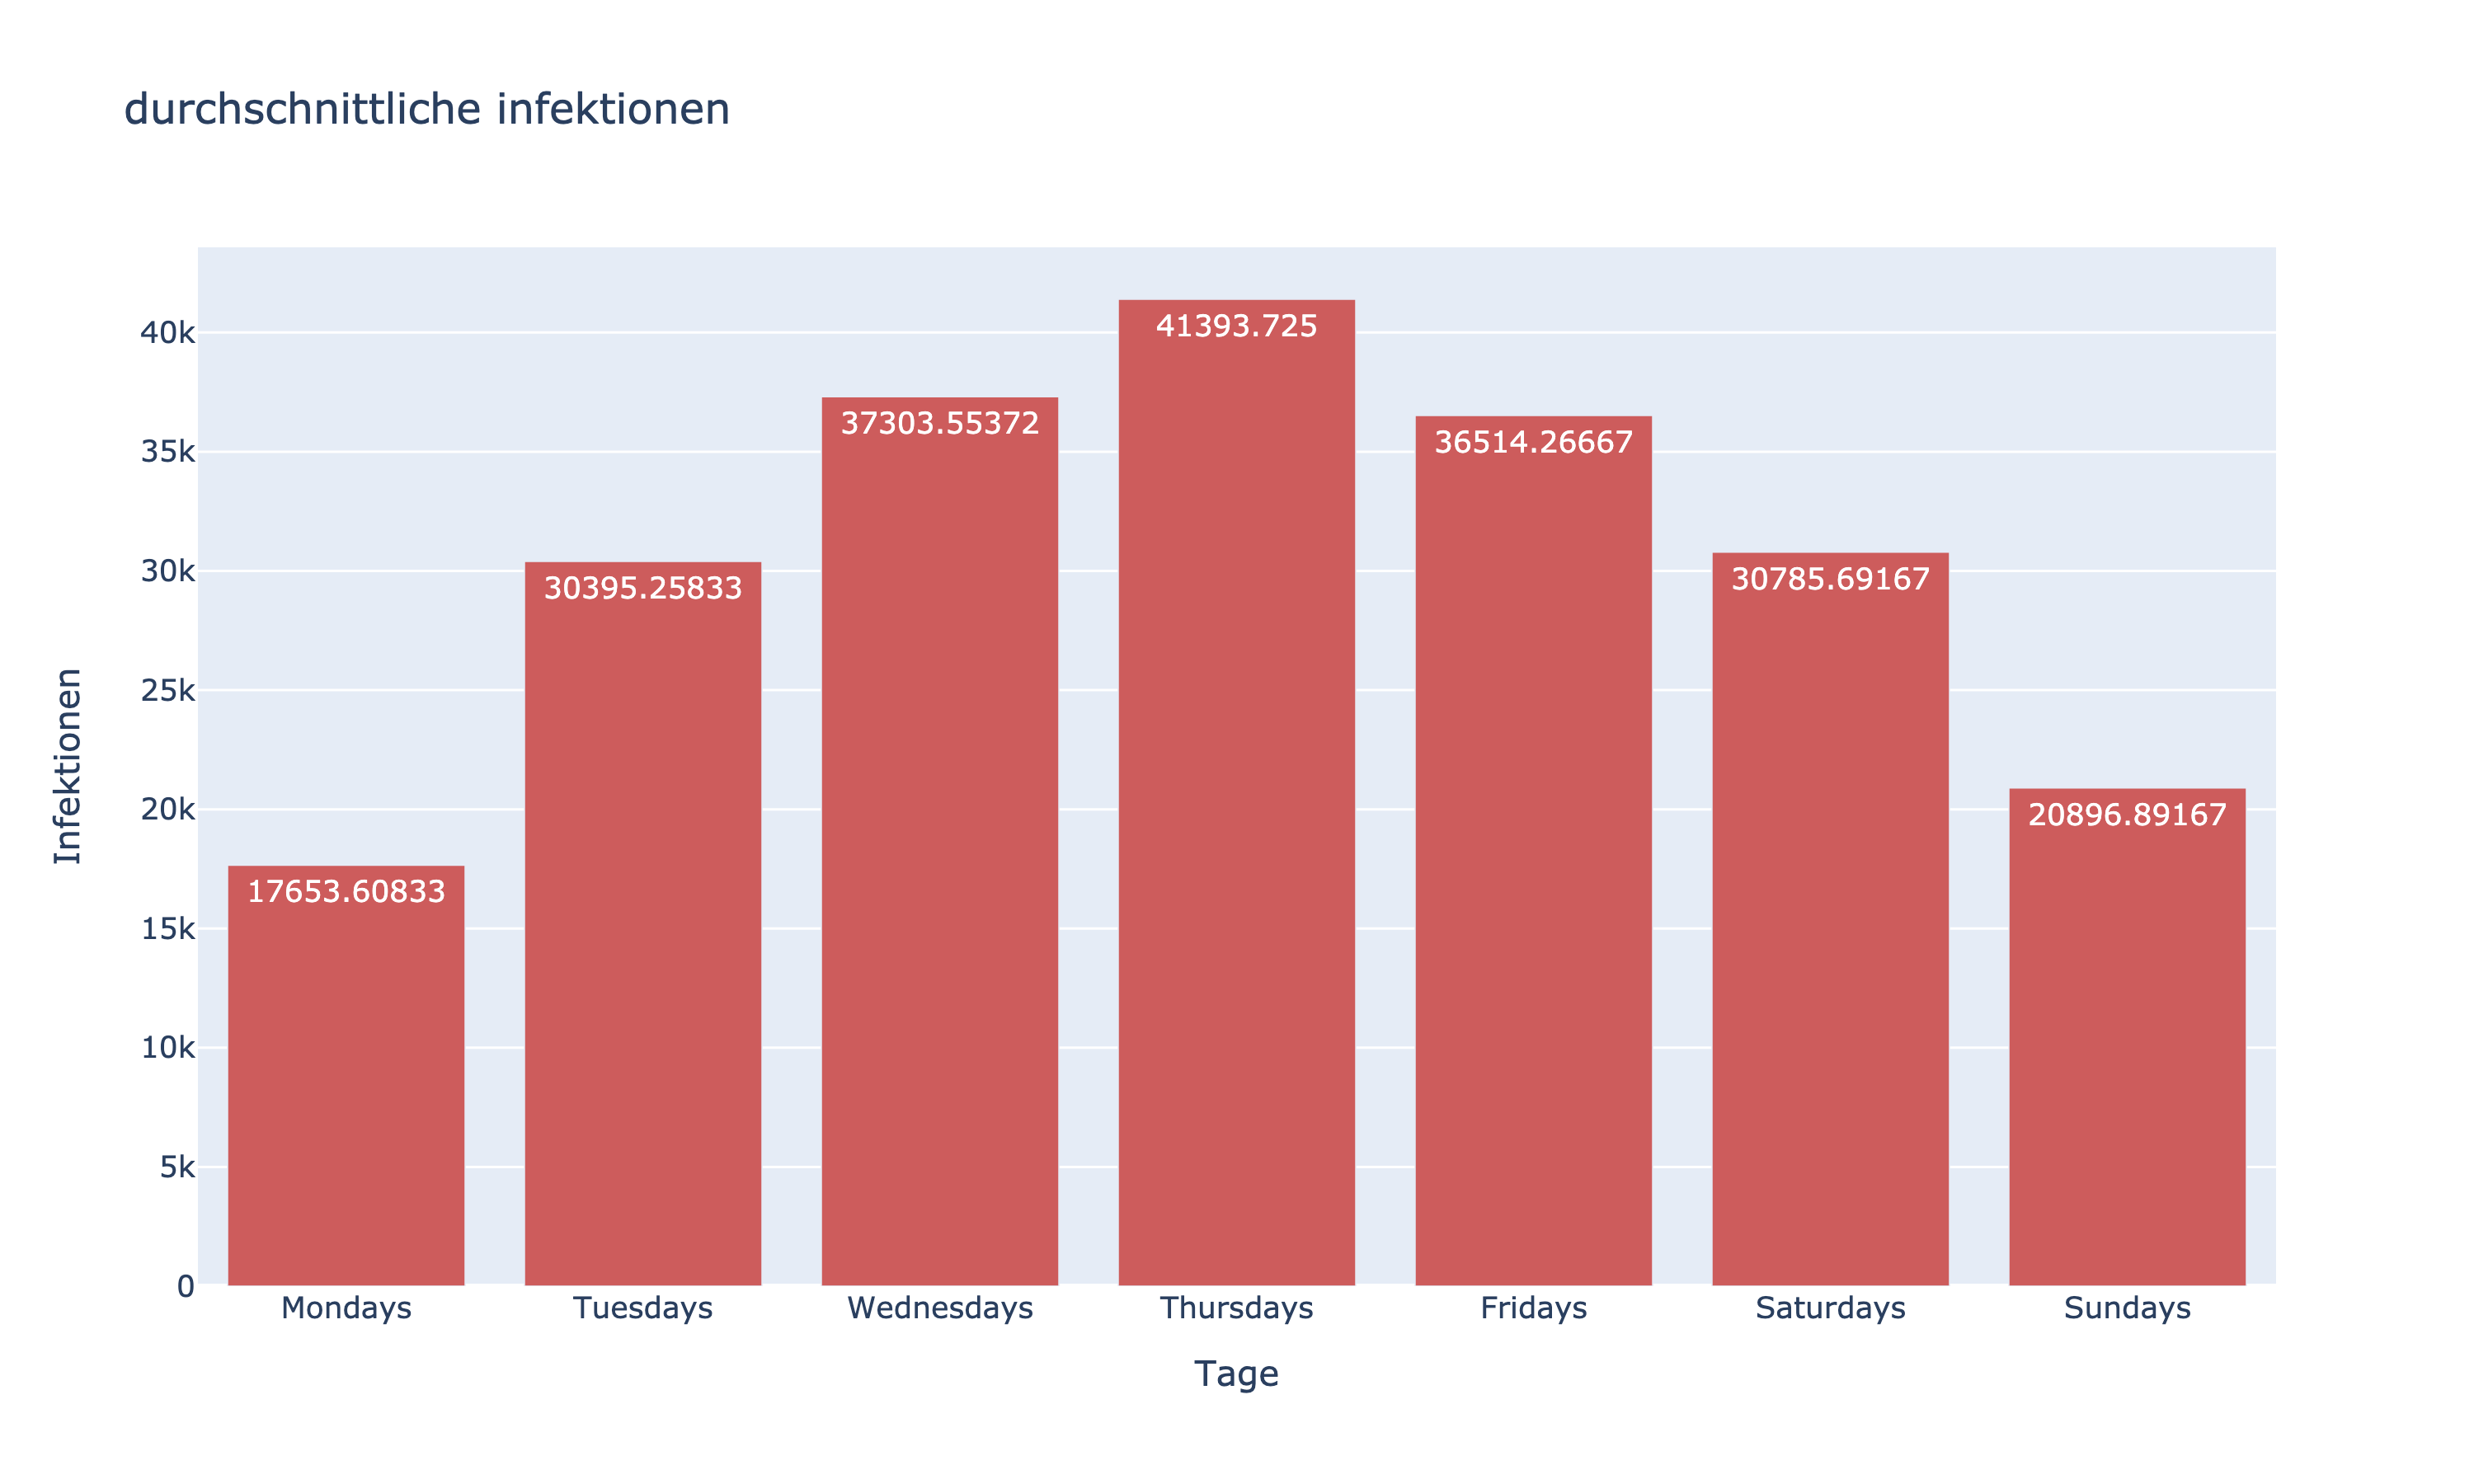 durchschnittliche infektionen
Infektionen
40k
35k
30k
25k
20k
15k
10k
5k
0
17653.60833
30395.25833
37303.55372
41393.725
36514.26667
30785.69167
20896.89167
Mondays Tuesdays Wednesdays Thursdays Fridays Saturdays Sundays
Tage